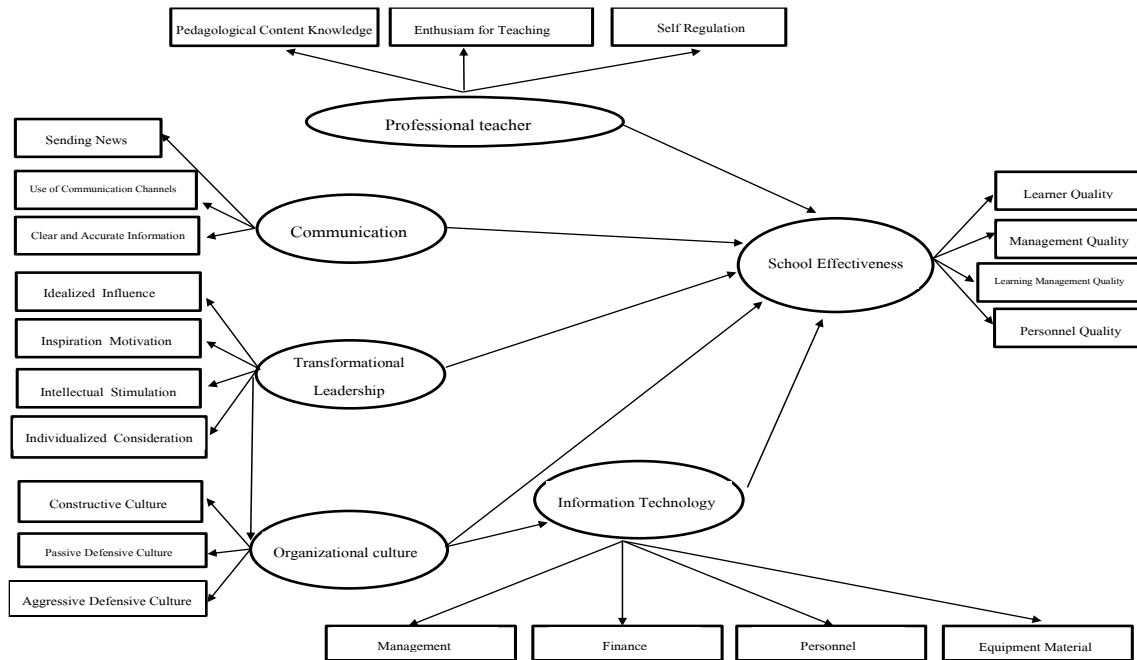 Pedagological Content Knowledge
Enthusiam for Teaching
Self Regulation
Professional teacher
Sending News
Use of Communication Channels
Clear and Accurate Information
Communication
Idealized Influence
Inspiration Motivation
Intellectual Stimulation
Individualized Consideration
Transformational
Leadership
Constructive Culture
Passive Defensive Culture
Aggressive Defensive Culture
Organizational culture
Information Technology
School Effectiveness
Learner Quality
Management Quality
Learning Management Quality
Personnel Quality
Management
Finance
Personnel
Equipment Material